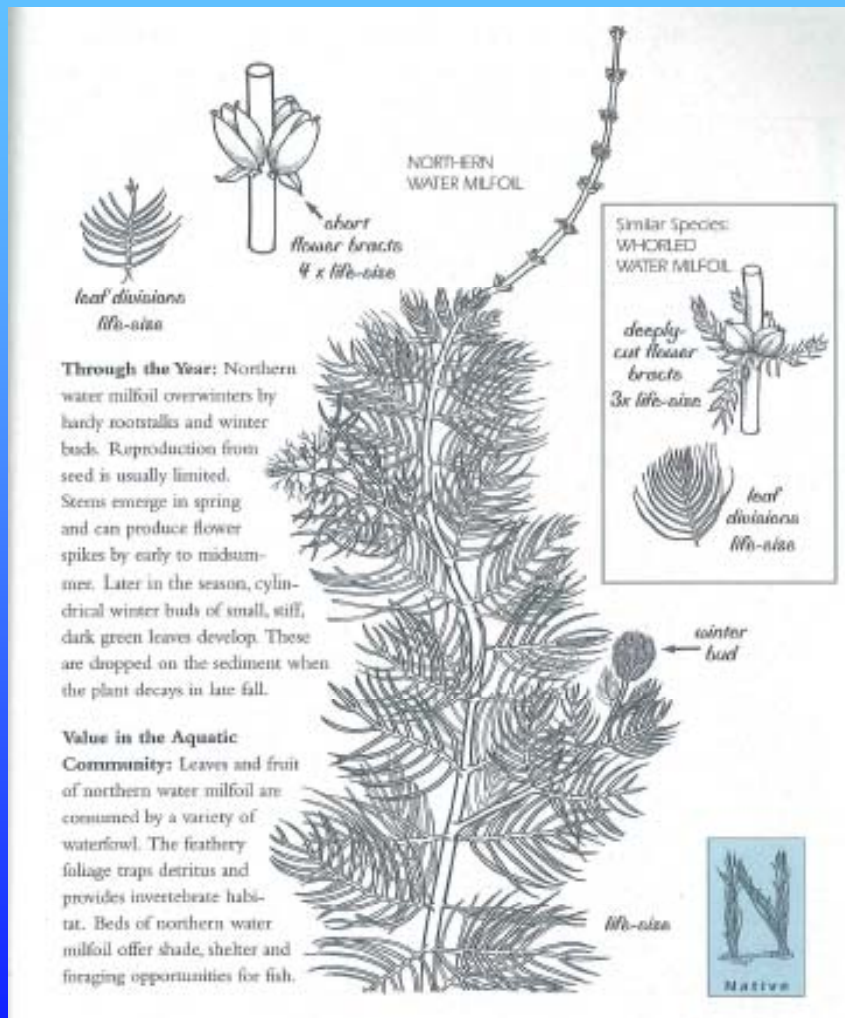 NORTHERN
WATER MILFOIL
short
flower bracts
4 x life-size
leaf divisions
life-size
Similar Species:
WHORLED
WATER MILFOIL
deeply-
cut flower
bracts
3x life-size
leaf
divisions
life-size
Through the Year: Northern
water milfoil overwinters by
hardy rootstalks and winter
buds. Reproduction from
seed is usually limited.
Stems emerge in spring
and can produce flower
spikes by early to midsum-
mer. Later in the season, cylin-
drical winter buds of small, stiff,
dark green leaves develop. These
are dropped on the sediment when
the plant decays in late fall.
winter
bud
Value in the Aquatic
Community: Leaves and fruit
of northern water milfoil are
consumed by a variety of
waterfowl. The feathery
foliage traps detritus and
provides invertebrate habi-
tat. Beds of northern water
milfoil offer shade, shelter and
foraging opportunities for fish.
life-size
N
Native